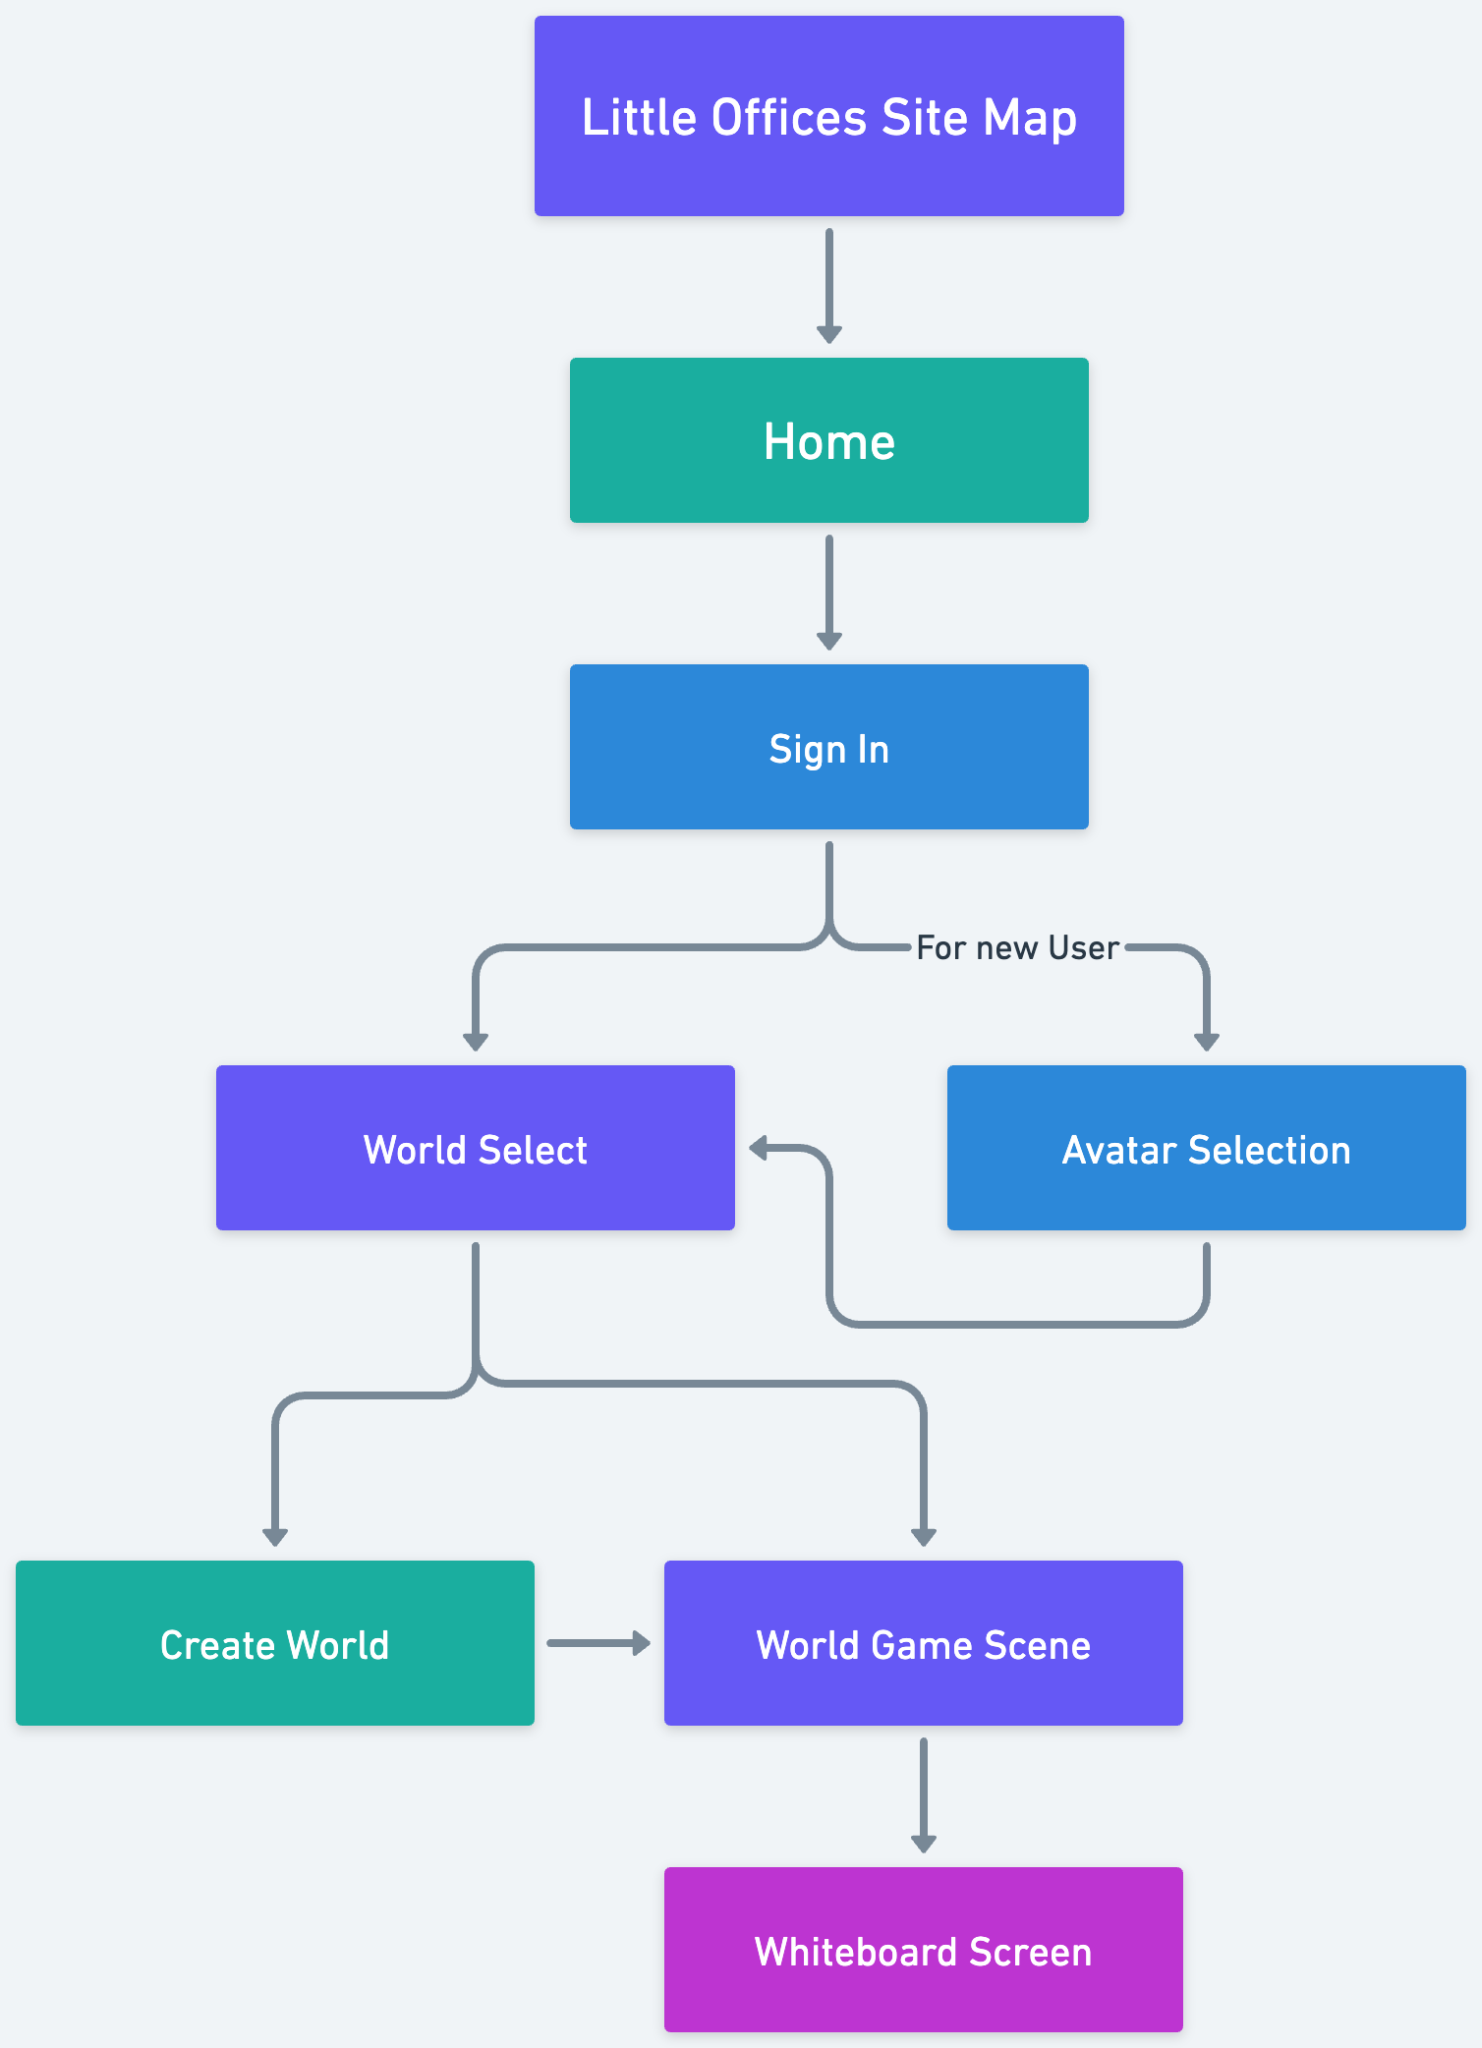 Little Offices Site Map
Home
Sign In
For new User
World Select
Avatar Selection
Create World
World Game Scene
Whiteboard Screen